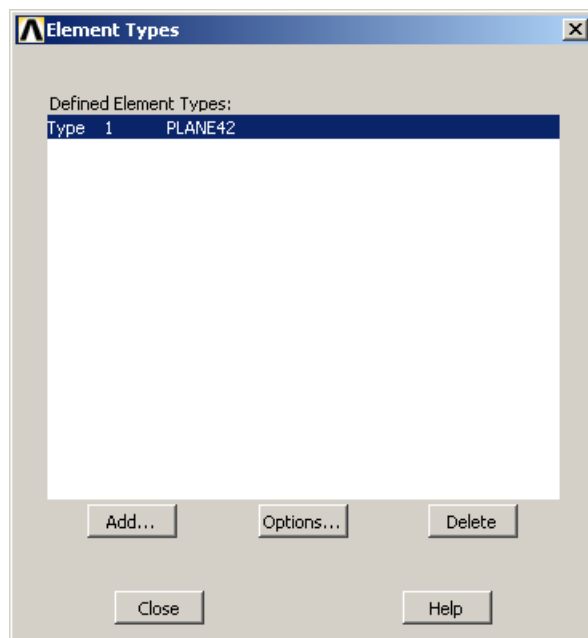 Element Types
Defined Element Types:
Type 1 PLANE42
Add... Options... Delete
Close Help